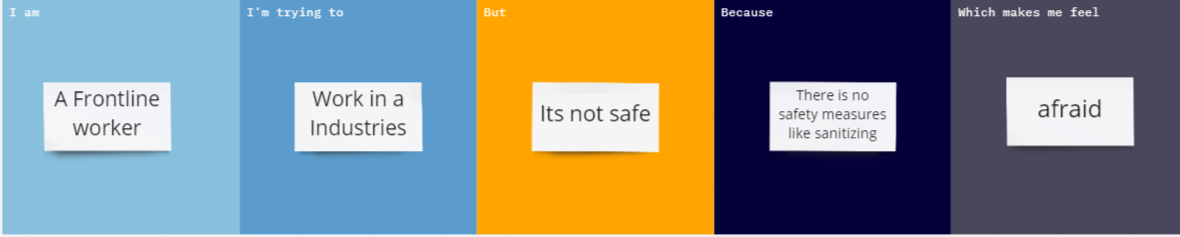 I am
A Frontline
worker
I'm trying to
Work in a
Industries
But
Its not safe
Because
There is no
safety measures
like sanitizing
Which makes me feel
afraid